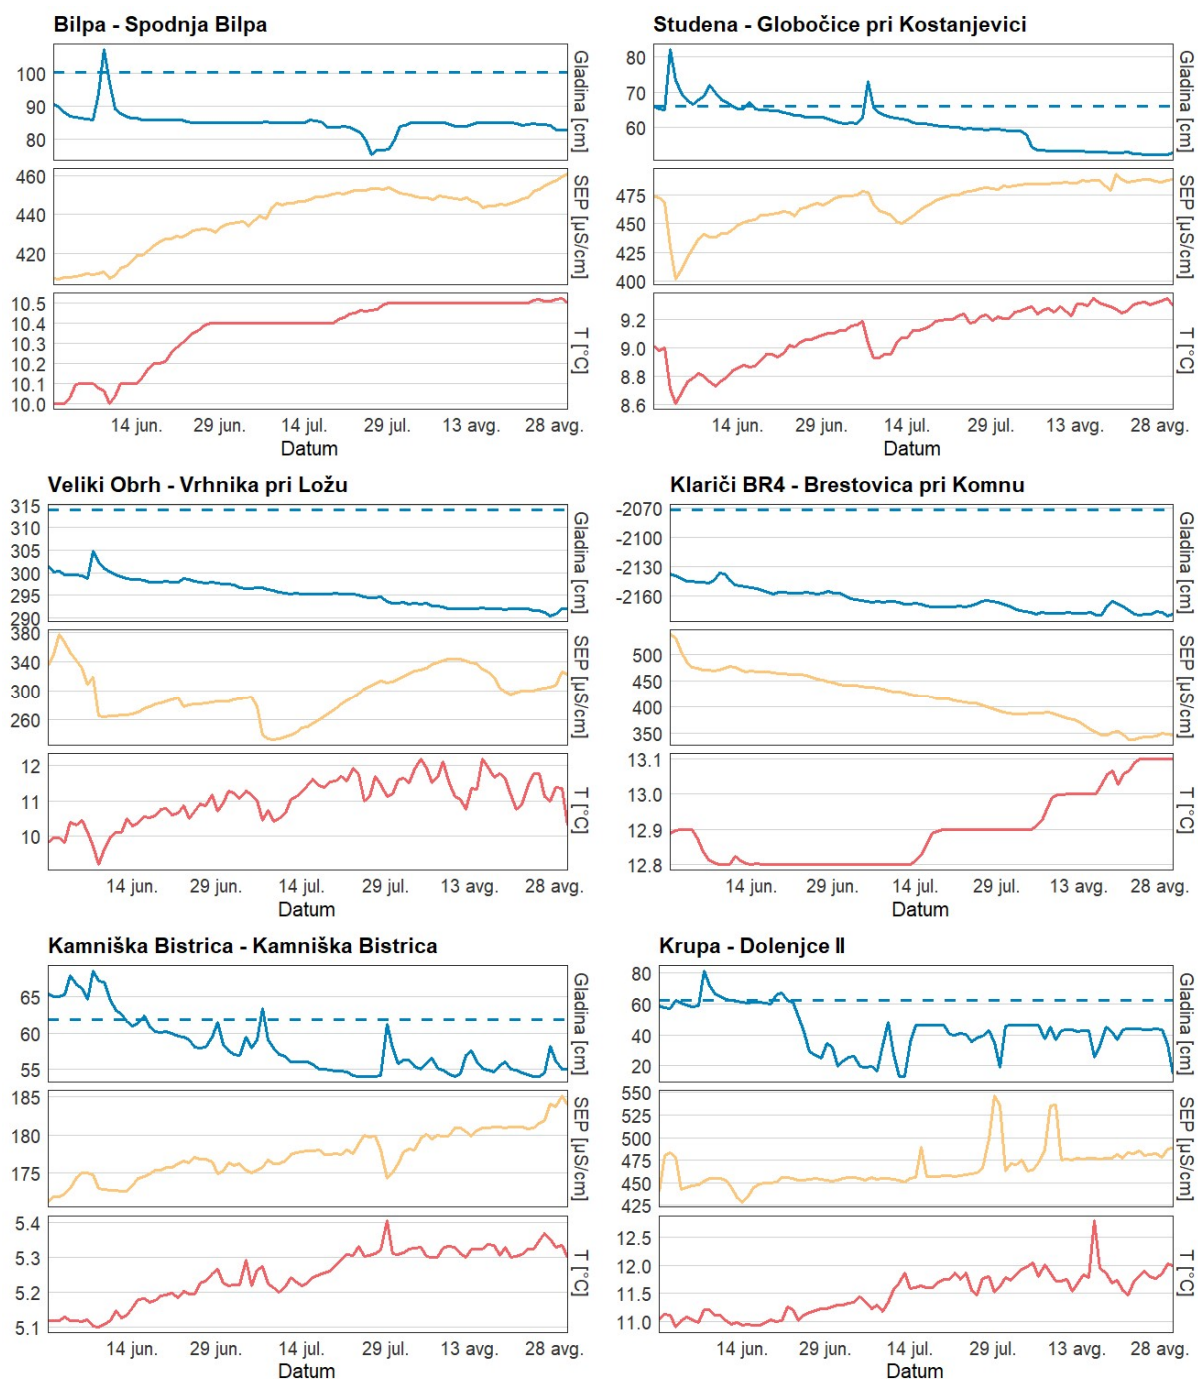 Bilpa - Spodnja Bilpa
100
90
80
Gladina [cm]
460
440
420
SEP [µS/cm]
10.5
10.4
10.3
10.2
10.1
10.0
T [°C]
14 jun. 29 jun. 14 jul. 29 jul. 13 avg. 28 avg.
Datum
Studena - Globočice pri Kostanjevici
80
70
60
Gladina [cm]
475
450
425
400
SEP [µS/cm]
9.2
9.0
8.8
8.6
T [°C]
14 jun. 29 jun. 14 jul. 29 jul. 13 avg. 28 avg.
Datum
Veliki Obrh - Vrhnika pri Ložu
315
310
305
300
295
290
Gladina [cm]
380
340
300
260
SEP [µS/cm]
12
11
10
T [°C]
14 jun. 29 jun. 14 jul. 29 jul. 13 avg. 28 avg.
Datum
Klariči BR4 - Brestovica pri Komnu
-2070
-2100
-2130
-2160
Gladina [cm]
500
450
400
350
SEP [µS/cm]
13.1
13.0
12.9
12.8
T [°C]
14 jun. 29 jun. 14 jul. 29 jul. 13 avg. 28 avg.
Datum
Kamniška Bistrica - Kamniška Bistrica
65
60
55
Gladina [cm]
185
180
175
SEP [µS/cm]
5.4
5.3
5.2
5.1
T [°C]
14 jun. 29 jun. 14 jul. 29 jul. 13 avg. 28 avg.
Datum
Krupa - Dolenjce II
80
60
40
20
Gladina [cm]
550
525
500
475
450
425
SEP [µS/cm]
12.5
12.0
11.5
11.0
T [°C]
14 jun. 29 jun. 14 jul. 29 jul. 13 avg. 28 avg.
Datum